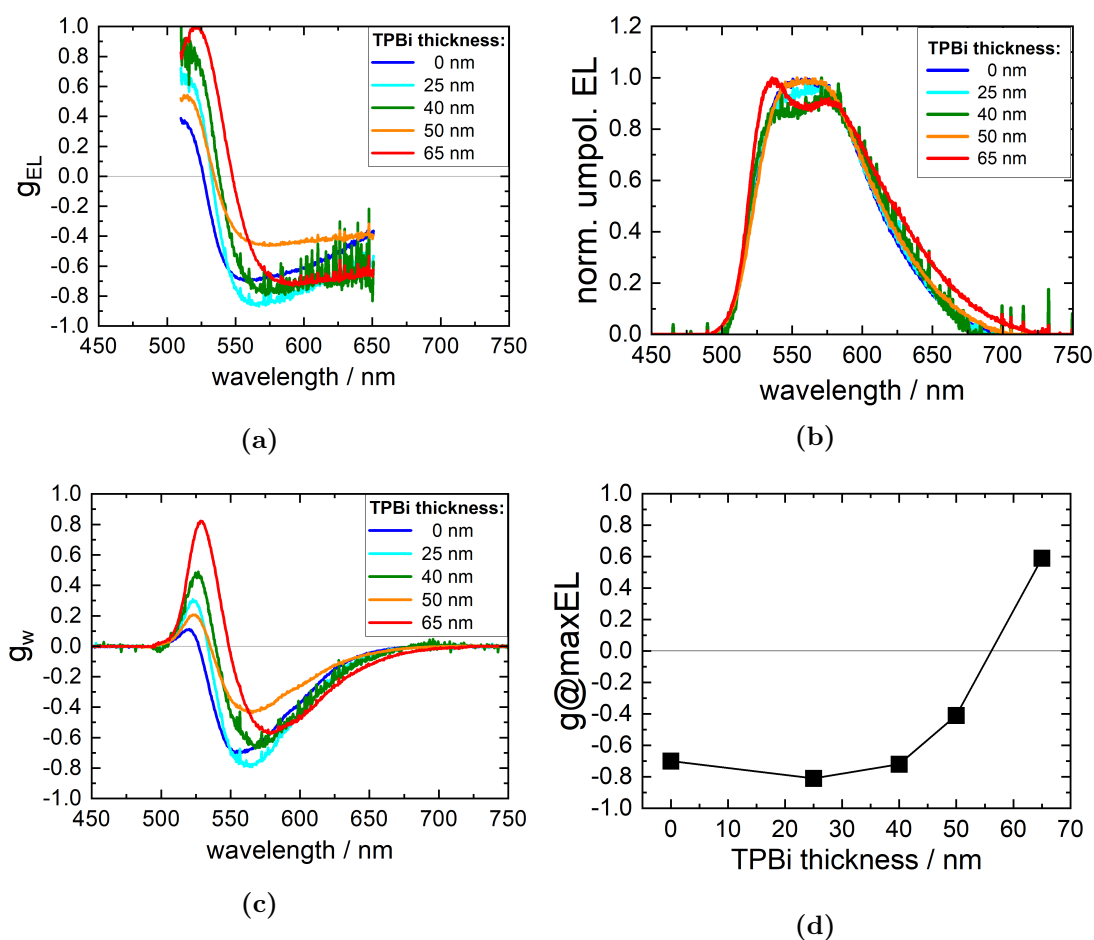 1.0
0.8
0.6
0.4
0.2
0.0
-0.2
-0.4
-0.6
-0.8
-1.0
g_EL
TPBi thickness:
0 nm
25 nm
40 nm
50 nm
65 nm
450 500 550 600 650 700 750
wavelength / nm
(a)
1.2
1.0
0.8
0.6
0.4
0.2
0.0
norm. umpol. EL
TPBi thickness:
0 nm
25 nm
40 nm
50 nm
65 nm
450 500 550 600 650 700 750
wavelength / nm
(b)
1.0
0.8
0.6
0.4
0.2
0.0
-0.2
-0.4
-0.6
-0.8
-1.0
g_w
TPBi thickness:
0 nm
25 nm
40 nm
50 nm
65 nm
450 500 550 600 650 700 750
wavelength / nm
(c)
1.0
0.8
0.6
0.4
0.2
0.0
-0.2
-0.4
-0.6
-0.8
-1.0
g@maxEL
0 10 20 30 40 50 60 70
TPBi thickness / nm
(d)